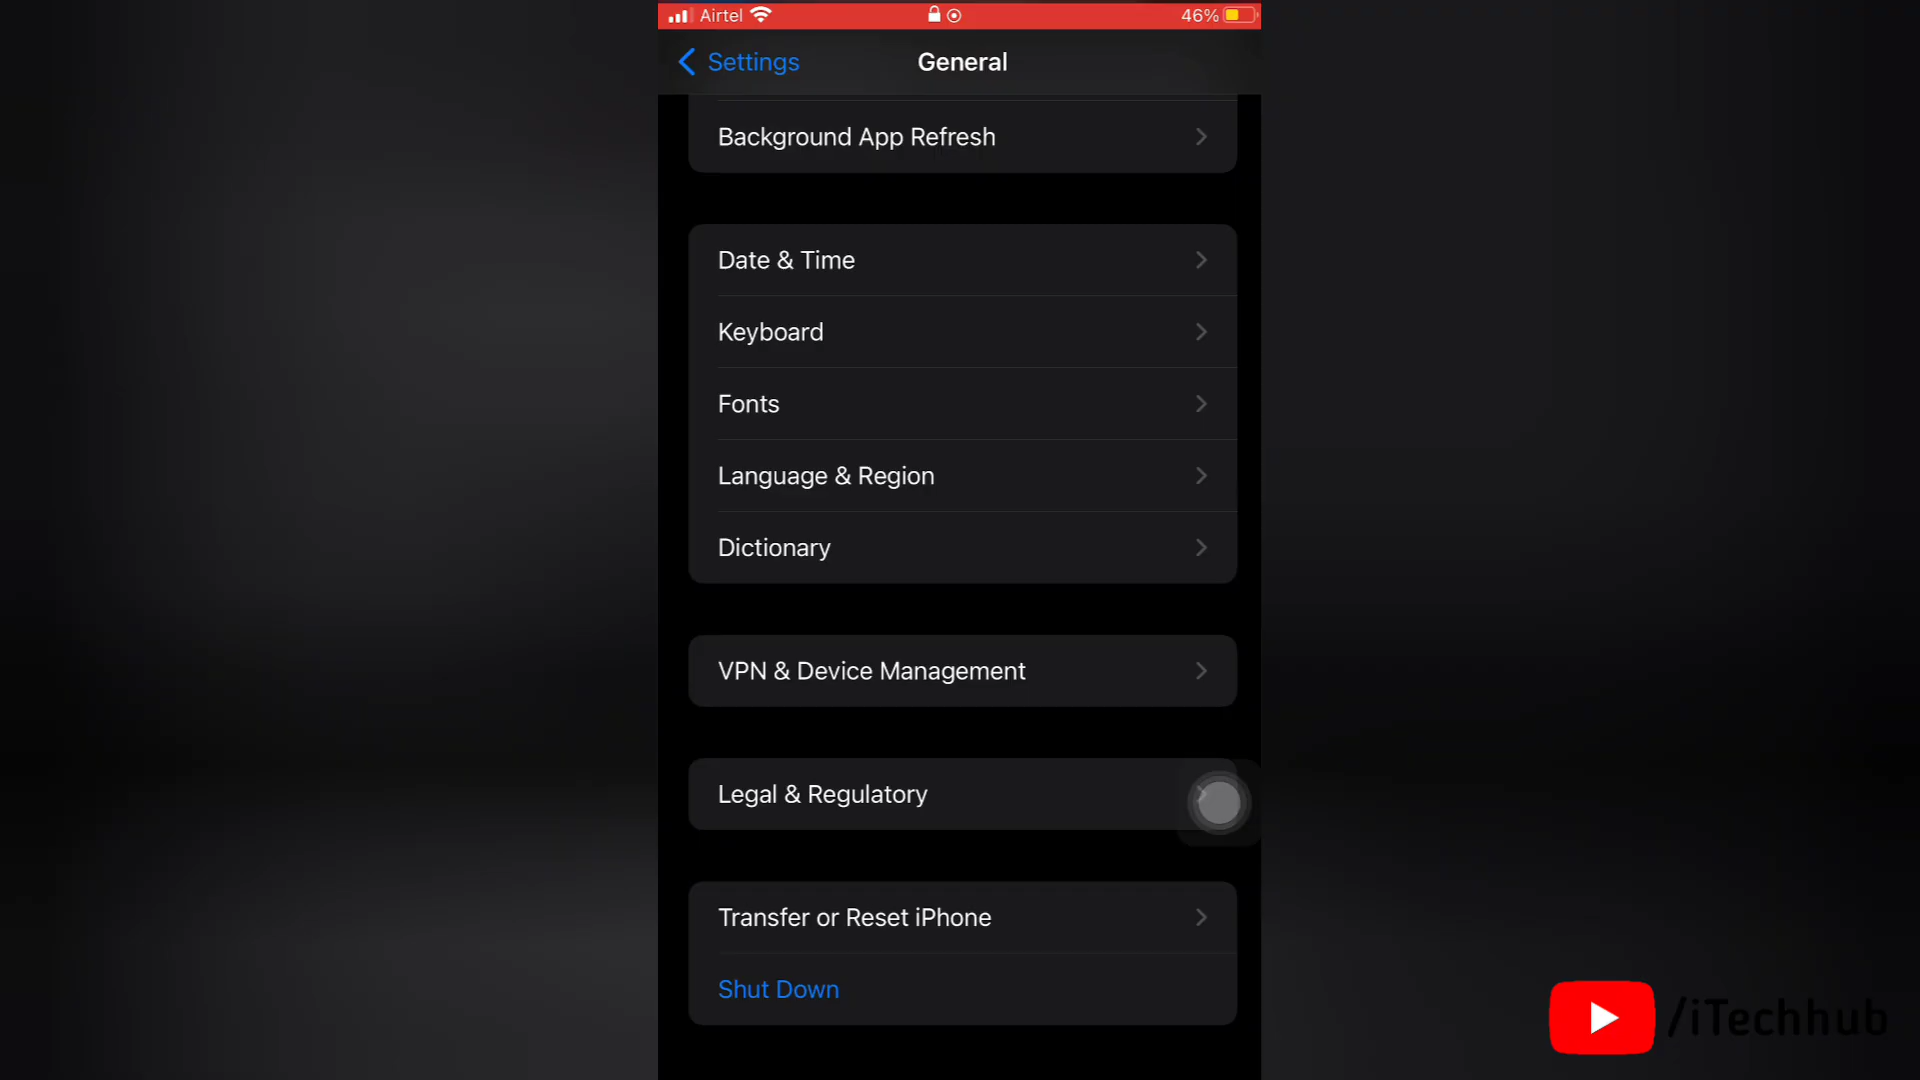 Airtel 46%
Settings General
Background App Refresh
Date & Time
Keyboard
Fonts
Language & Region
Dictionary
VPN & Device Management
Legal & Regulatory
Transfer or Reset iPhone
Shut Down
/iTechhub